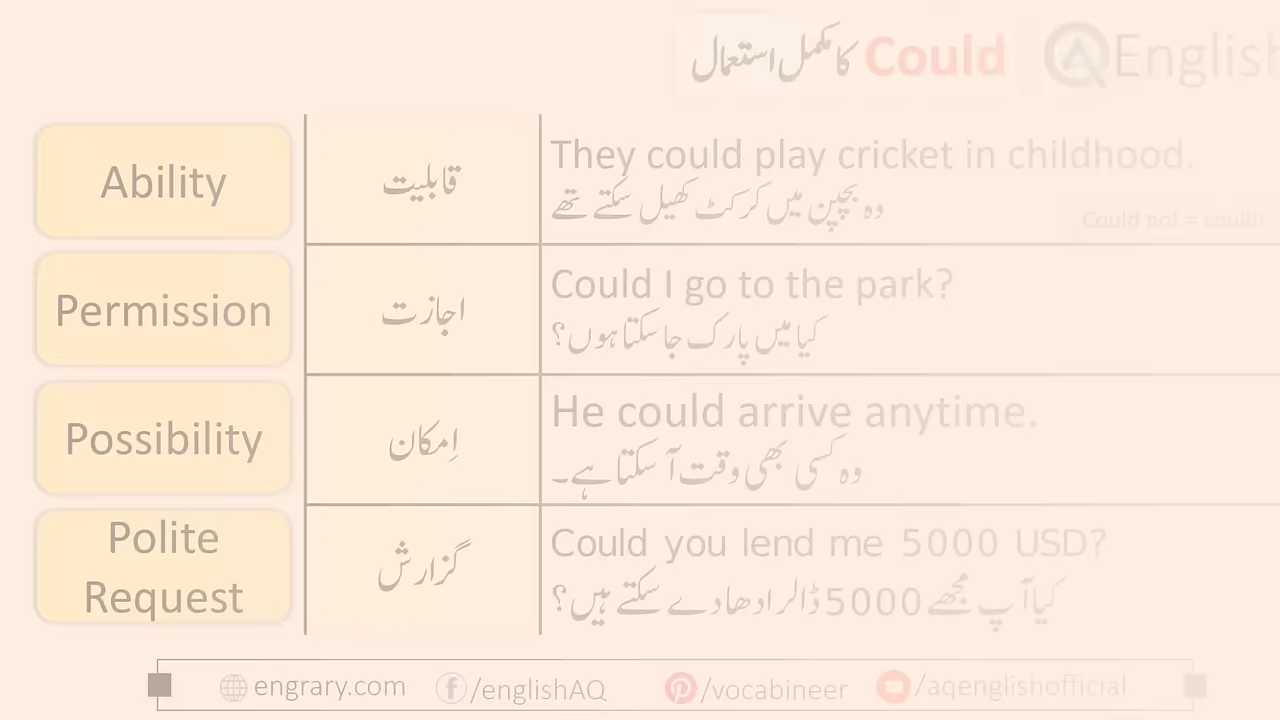 Could کا مکمل استعمال
English
Ability
قابلیت
They could play cricket in childhood.
وہ بچپن میں کرکٹ کھیل سکتے تھے
Could not =
Permission
اجازت
Could I go to the park?
کیا میں پارک جا سکتا ہوں؟
Possibility
اِمکان
He could arrive anytime.
وہ کسی بھی وقت آ سکتا ہے۔
Polite
Request
گزارش
Could you lend me 5000 USD?
کیا آپ مجھے 5000 ڈالر ادھا دے سکتے ہیں؟
engrary.com
/englishAQ
/vocabineer
/aqenglishofficial